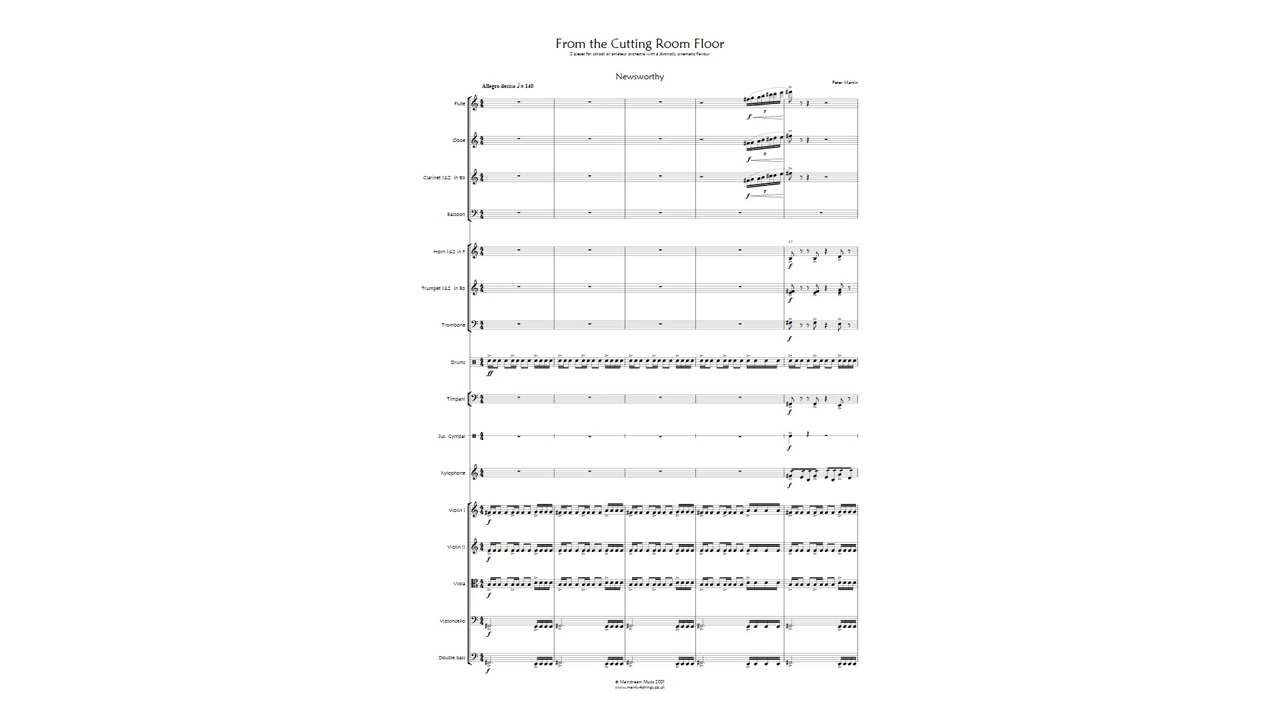 From the Cutting Room Floor
2 pieces for school or amateur orchestra with a distinctly cinematic flavour
Newsworthy
Peter Martin
Allegro deciso ♩= 140
Flute
Oboe
Clarinet 1&2 in Bb
Bassoon
Horn 1&2 in F
Trumpet 1&2 in Bb
Trombone
Drums
Timpani
Sus. Cymbal
Xylophone
Violin I
Violin II
Viola
Violoncello
Double Bass
© Mainstream Music 2001
www.mainly4strings.co.uk